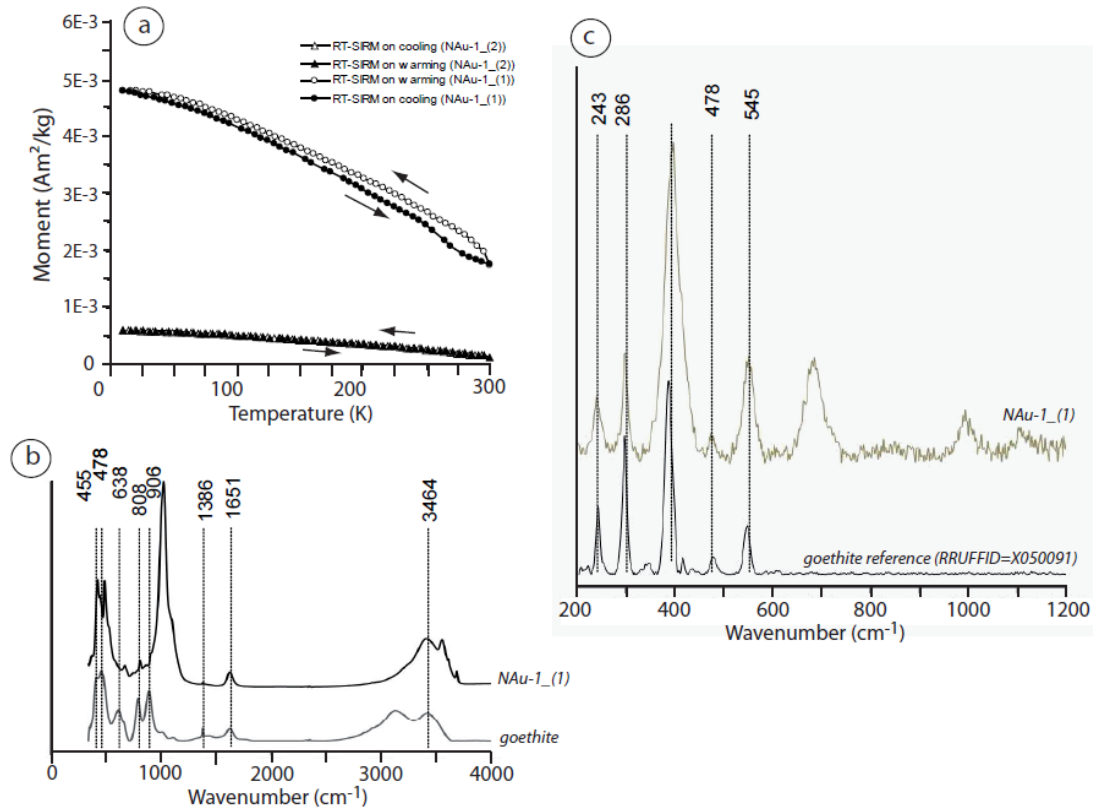 a
6E-3
5E-3
4E-3
3E-3
2E-3
1E-3
0
Moment (Am²/kg)
RT-SIRM on cooling (NAu-1_(2))
RT-SIRM on warming (NAu-1_(2))
RT-SIRM on warming (NAu-1_(1))
RT-SIRM on cooling (NAu-1_(1))
0 100 200 300
Temperature (K)
b
455
478
638
808
906
1386
1651
3464
NAu-1_(1)
goethite
0 1000 2000 3000 4000
Wavenumber (cm⁻¹)
c
243
286
478
545
NAu-1_(1)
goethite reference (RRUFFID=X050091)
200 400 600 800 1000 1200
Wavenumber (cm⁻¹)